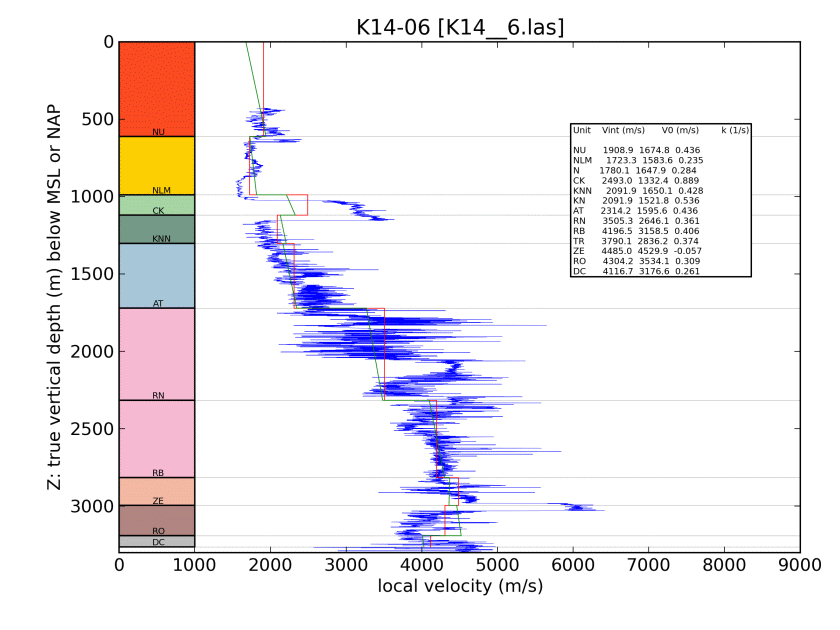 K14-06 [K14__6.las]
Z: true vertical depth (m) below MSL or NAP
0
500
1000
1500
2000
2500
3000
NU
NLM
CK
KNN
AT
RN
RB
ZE
RO
DC
Unit Vint (m/s) V0 (m/s) k (1/s)
NU 1908.9 1674.8 0.436
NLM 1723.3 1583.6 0.235
N 1780.1 1647.9 0.284
CK 2493.0 1332.4 0.889
KNN 2091.9 1650.1 0.428
KN 2091.9 1521.8 0.536
AT 2314.2 1595.6 0.436
RN 3505.3 2646.1 0.361
RB 4196.5 3158.5 0.406
TR 3790.1 2836.2 0.374
ZE 4485.0 4529.9 -0.057
RO 4304.2 3534.1 0.309
DC 4116.7 3176.6 0.261
0 1000 2000 3000 4000 5000 6000 7000 8000 9000
local velocity (m/s)